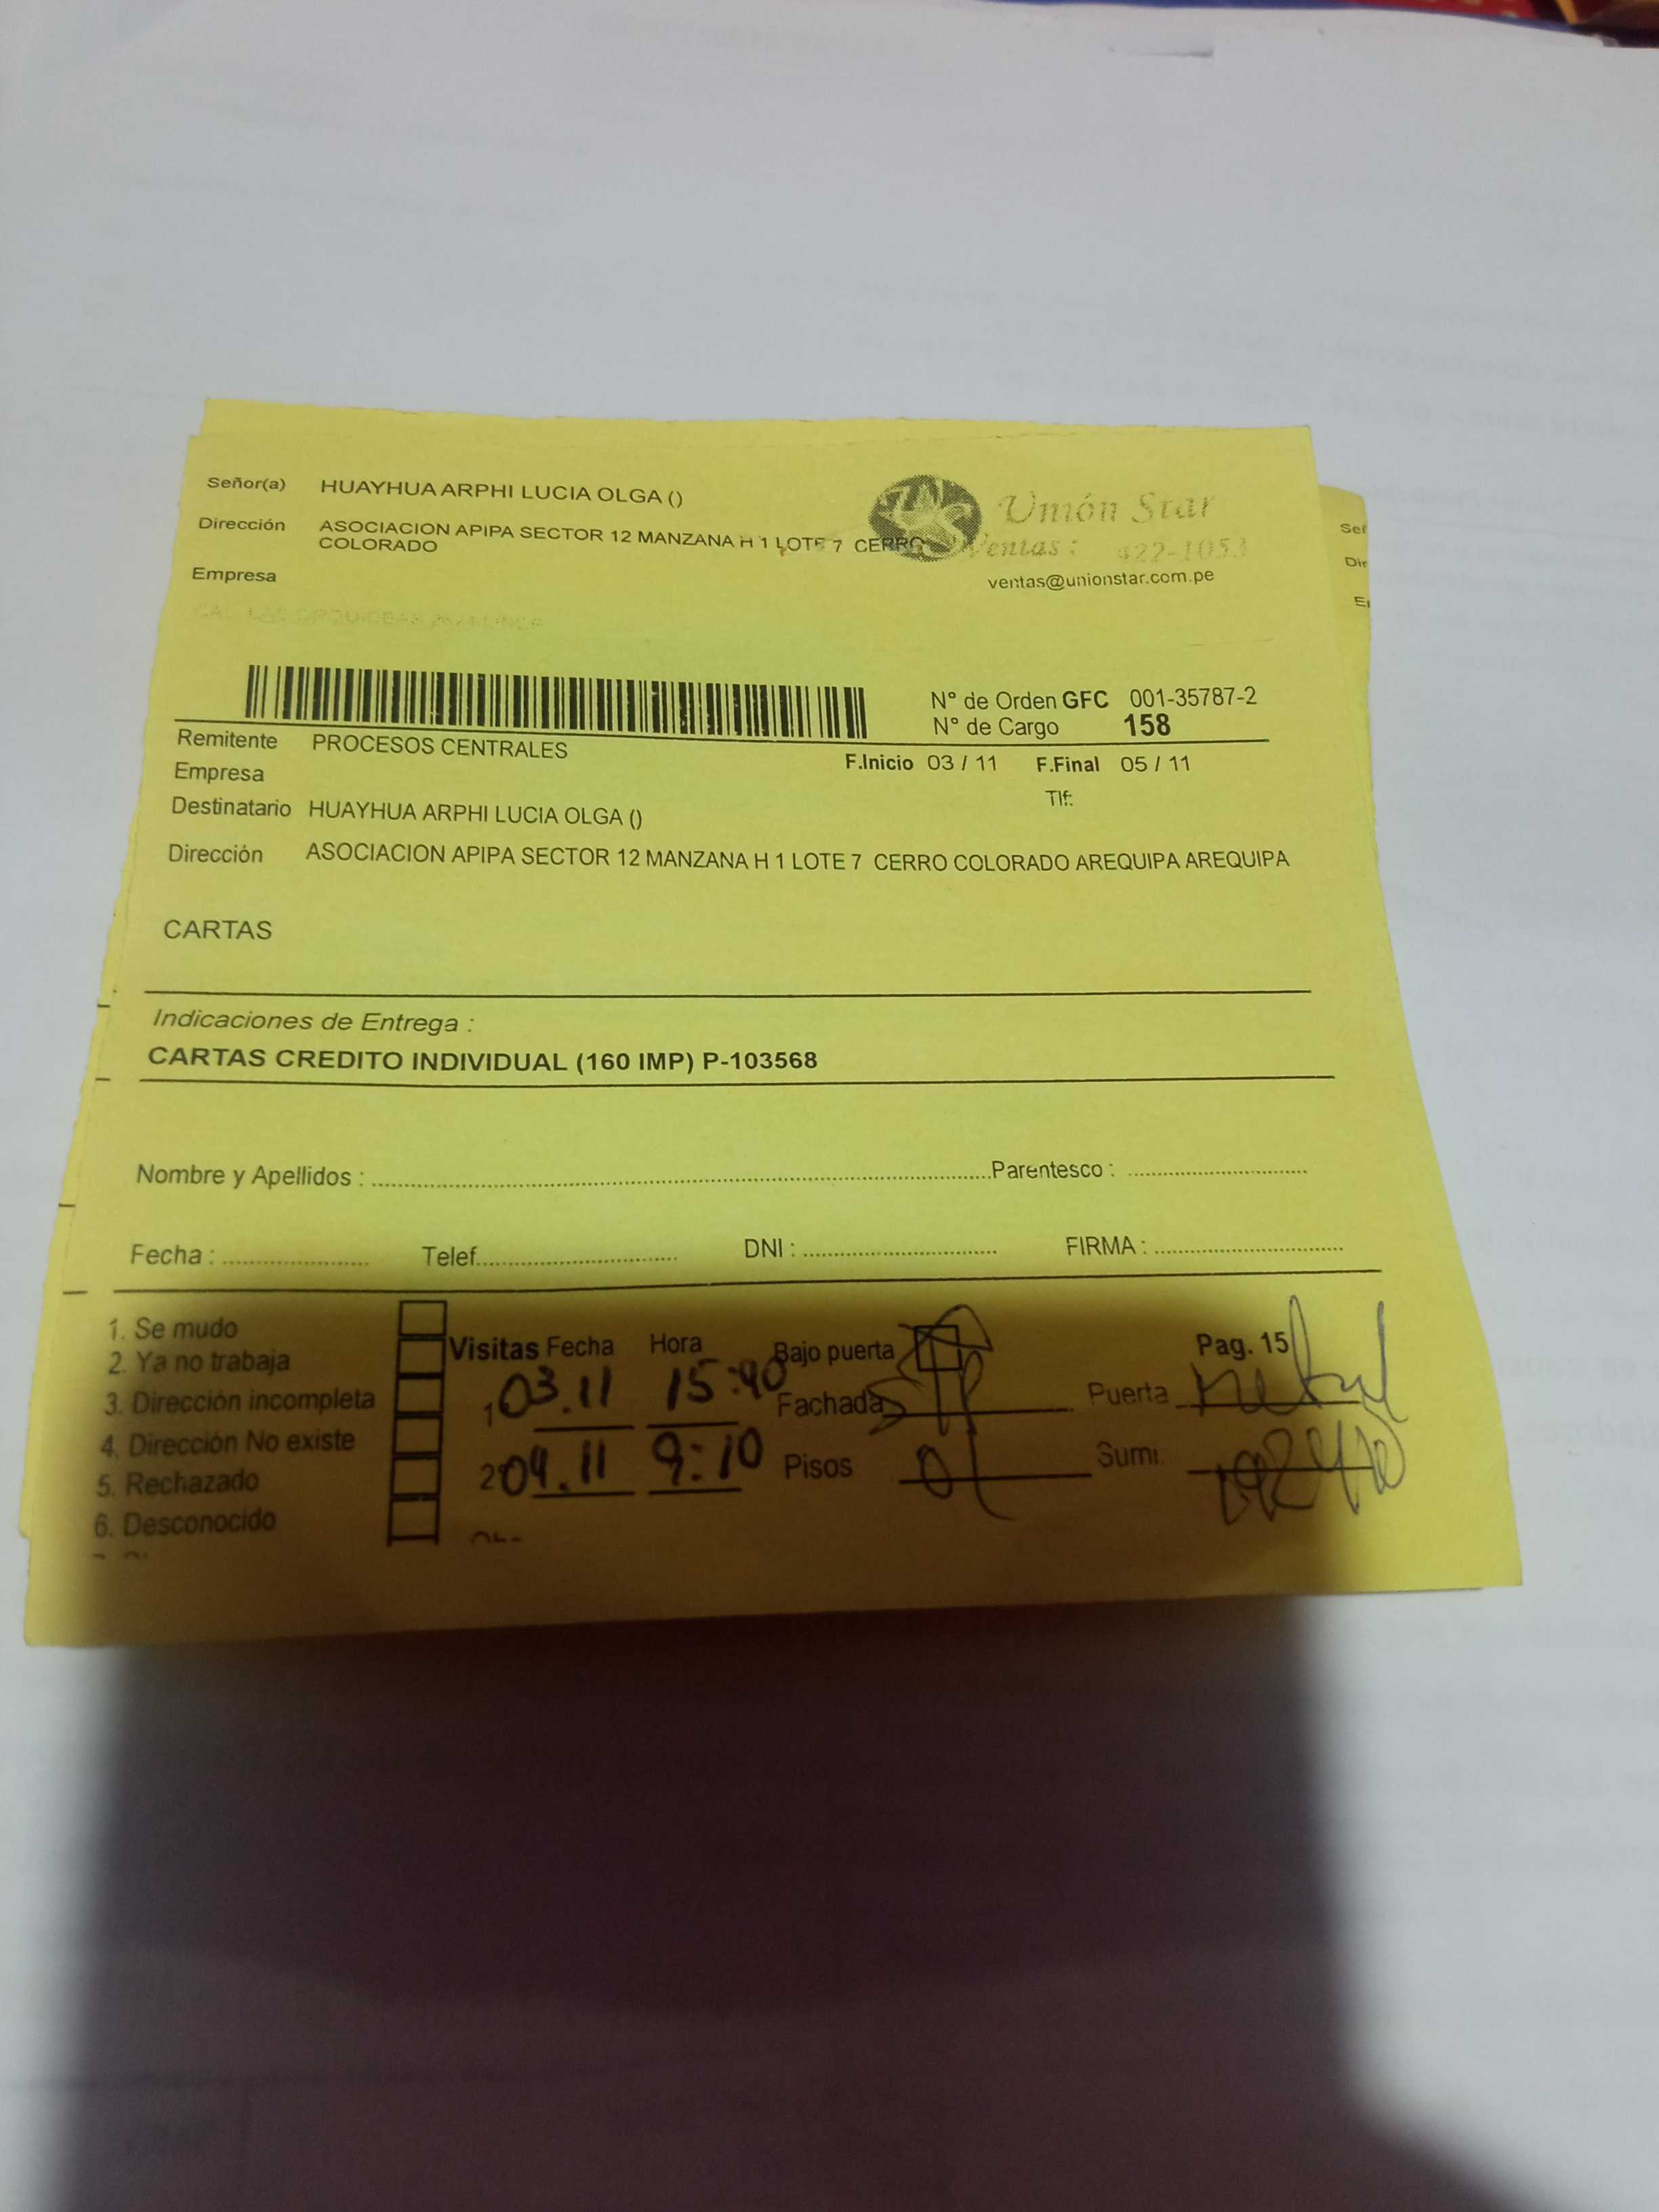 Señor(a) HUAYHUA ARPHI LUCIA OLGA ()
Unión Star
Dirección ASOCIACION APIPA SECTOR 12 MANZANA H 1 LOTE 7 CERRO
COLORADO
Ventas : 422-1053
Empresa
ventas@unionstar.com.pe
N° de Orden GFC 001-35787-2
N° de Cargo 158
Remitente PROCESOS CENTRALES
F.Inicio 03 / 11 F.Final 05 / 11
Empresa
Tlf:
Destinatario HUAYHUA ARPHI LUCIA OLGA ()
Dirección ASOCIACION APIPA SECTOR 12 MANZANA H 1 LOTE 7 CERRO COLORADO AREQUIPA AREQUIPA
CARTAS
Indicaciones de Entrega :
CARTAS CREDITO INDIVIDUAL (160 IMP) P-103568
Nombre y Apellidos : Parentesco :
Fecha : Telef. DNI : FIRMA :
1. Se mudo
2. Ya no trabaja
3. Dirección incompleta
4. Dirección No existe
5. Rechazado
6. Desconocido
Visitas Fecha Hora Bajo puerta Pag. 15
1 03.11 15:40 Fachada Puerta
2 04.11 9:10 Pisos 01 Sumi.